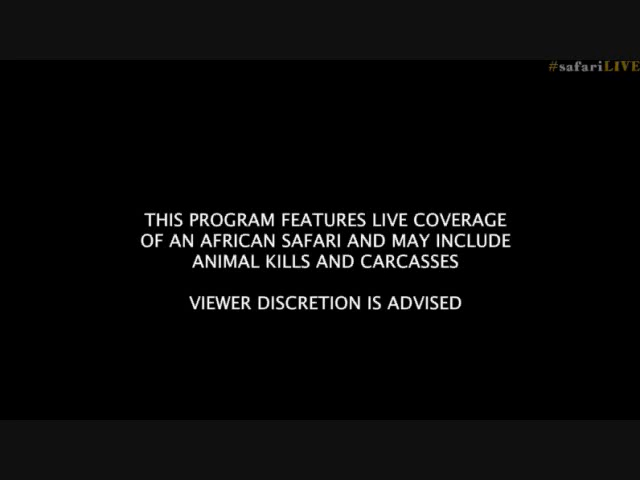 #safariLIVE
THIS PROGRAM FEATURES LIVE COVERAGE
OF AN AFRICAN SAFARI AND MAY INCLUDE
ANIMAL KILLS AND CARCASSES
VIEWER DISCRETION IS ADVISED